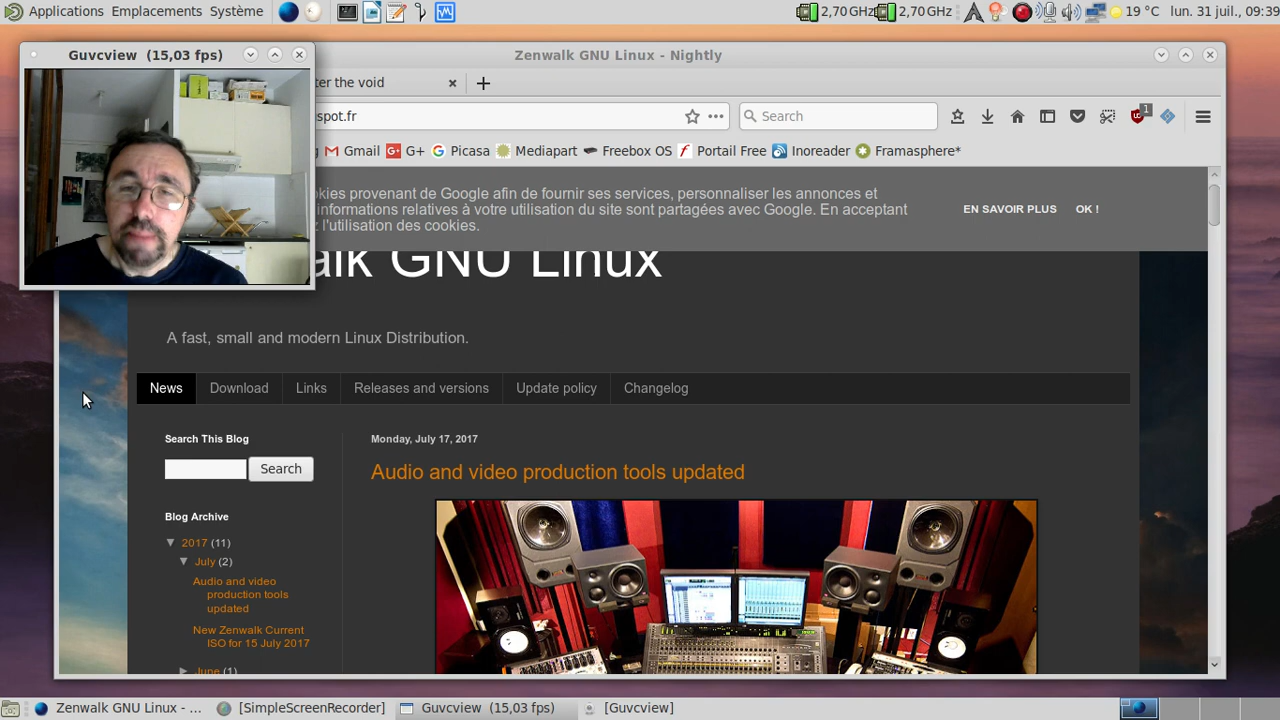 Applications Emplacements Système
2,70 GHz 2,70 GHz 19 °C lun. 31 juil., 09:39
Guvcview (15,03 fps)
Zenwalk GNU Linux - Nightly
ter the void
spot.fr
Search
1
Gmail G+ Picasa Mediapart Freebox OS Portail Free Inoreader Framasphere*
okies provenant de Google afin de fournir ses services, personnaliser les annonces et
informations relatives à votre utilisation du site sont partagées avec Google. En acceptant
l'utilisation des cookies.
EN SAVOIR PLUS OK !
alk GNU Linux
A fast, small and modern Linux Distribution.
News Download Links Releases and versions Update policy Changelog
Search This Blog
Search
Blog Archive
▼ 2017 (11)
▼ July (2)
Audio and video
production tools
updated
New Zenwalk Current
ISO for 15 July 2017
► June (1)
Monday, July 17, 2017
Audio and video production tools updated
Zenwalk GNU Linux - ... [SimpleScreenRecorder] Guvcview (15,03 fps) [Guvcview]